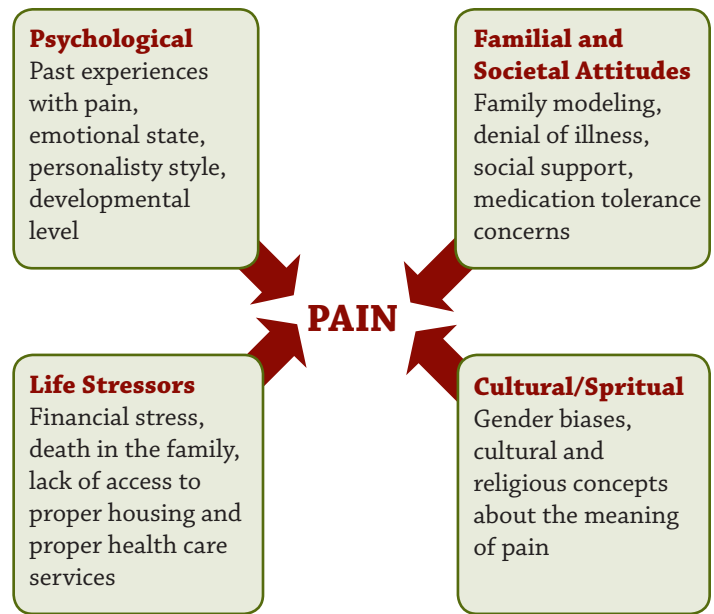 Psychological
Past experiences
with pain,
emotional state,
personalisty style,
developmental
level
Familial and
Societal Attitudes
Family modeling,
denial of illness,
social support,
medication tolerance
concerns
PAIN
Life Stressors
Financial stress,
death in the family,
lack of access to
proper housing and
proper health care
services
Cultural/Spritual
Gender biases,
cultural and
religious concepts
about the meaning
of pain